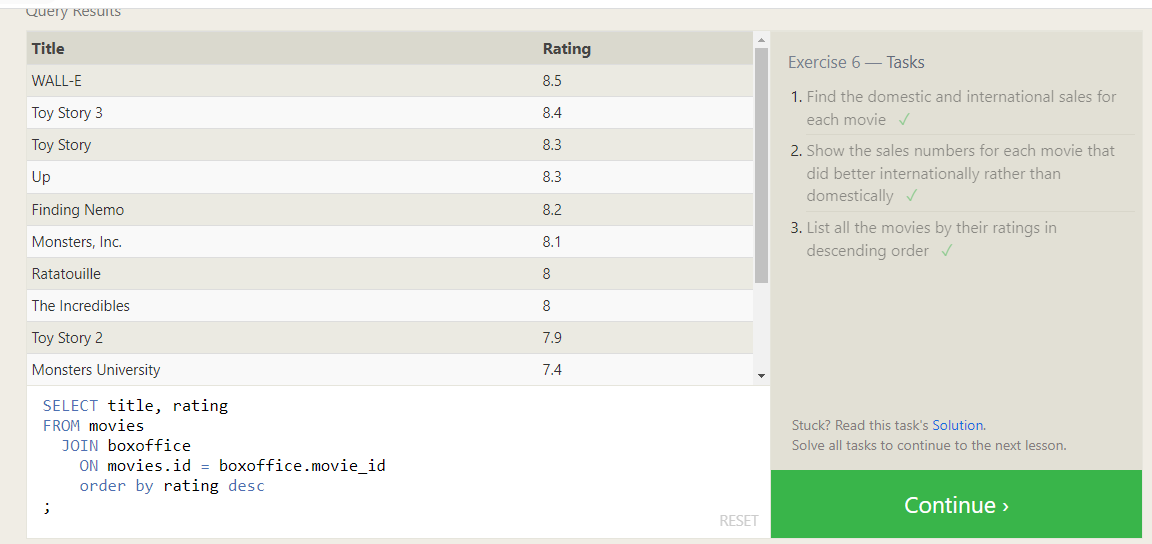 Query Results
Title Rating
WALL-E 8.5
Toy Story 3 8.4
Toy Story 8.3
Up 8.3
Finding Nemo 8.2
Monsters, Inc. 8.1
Ratatouille 8
The Incredibles 8
Toy Story 2 7.9
Monsters University 7.4
SELECT title, rating
FROM movies
JOIN boxoffice
ON movies.id = boxoffice.movie_id
order by rating desc
;
RESET
Exercise 6 — Tasks
1. Find the domestic and international sales for
each movie ✓
2. Show the sales numbers for each movie that
did better internationally rather than
domestically ✓
3. List all the movies by their ratings in
descending order ✓
Stuck? Read this task's Solution.
Solve all tasks to continue to the next lesson.
Continue ›